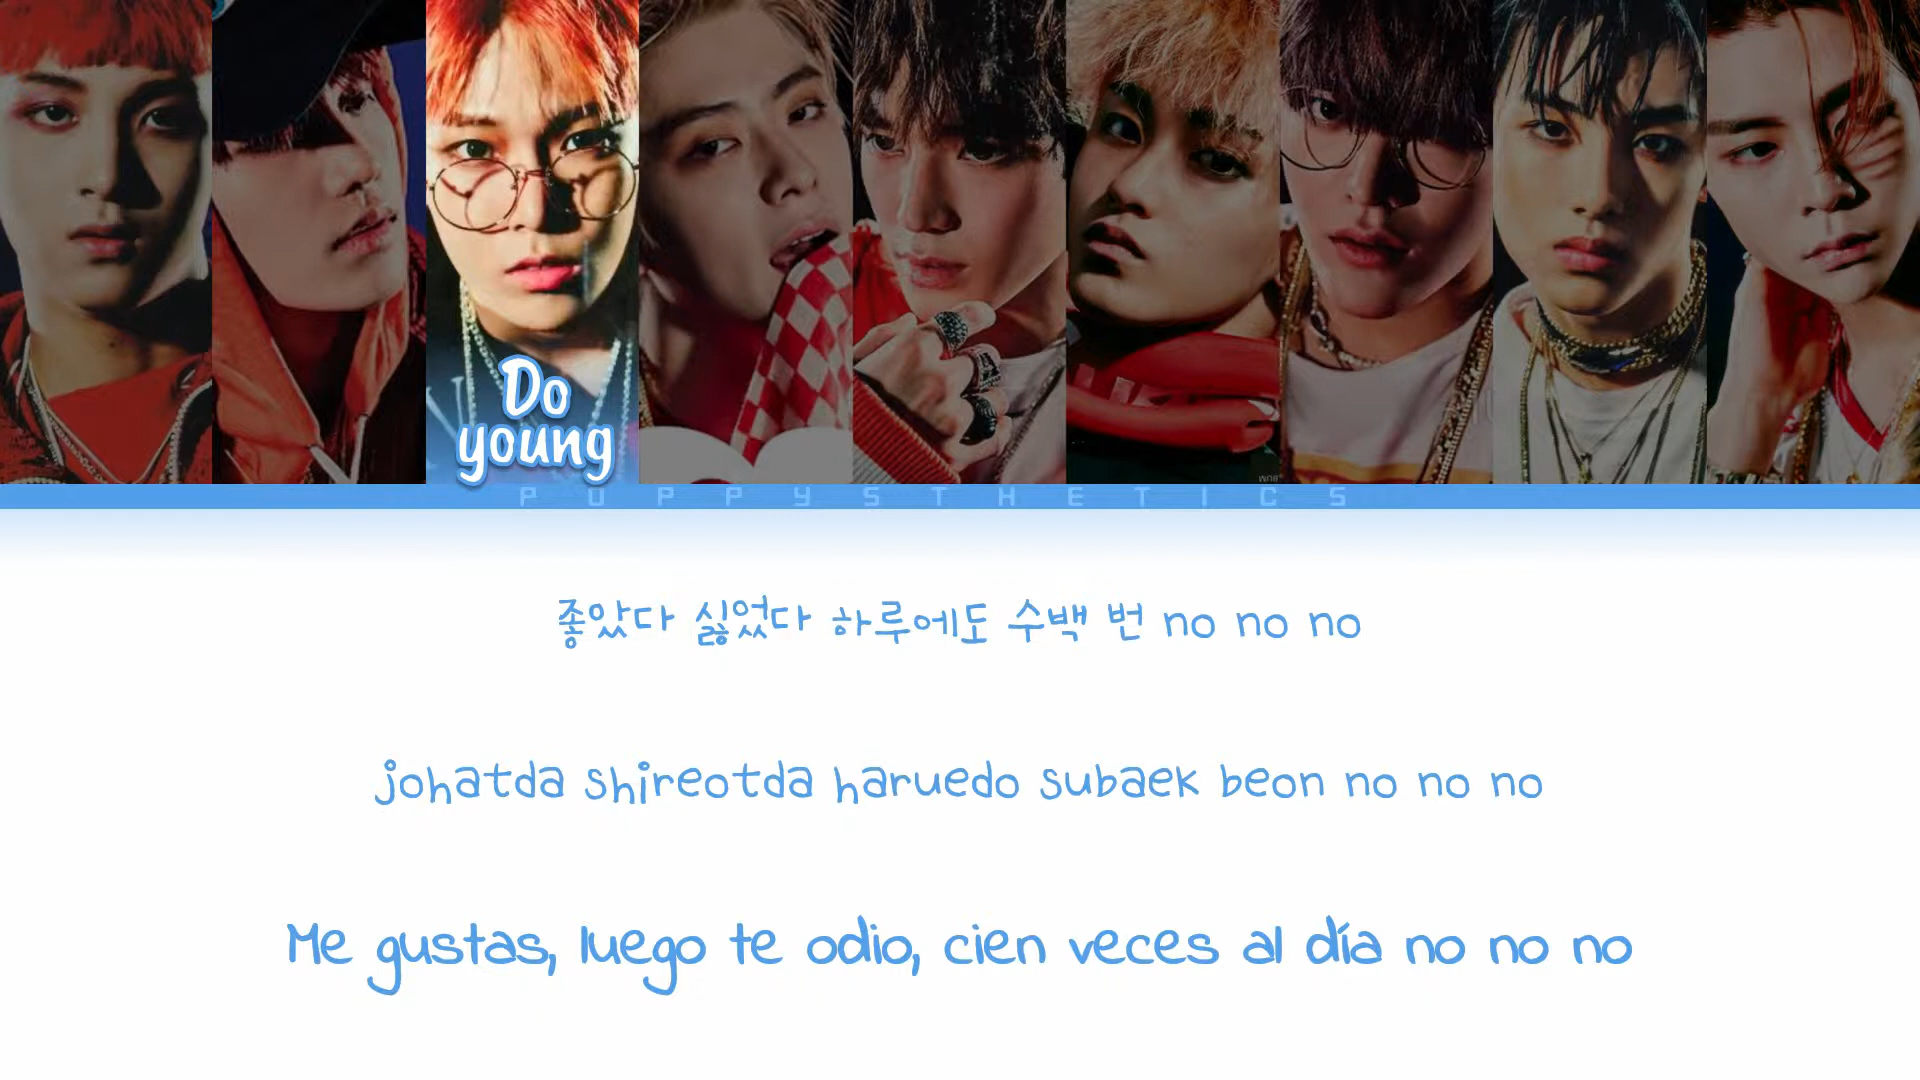 Do
young
PUPPYSTHETICS
좋았다 싫었다 하루에도 수백 번 no no no
johatda shireotda haruedo subaek beon no no no
Me gustas, luego te odio, cien veces al día no no no